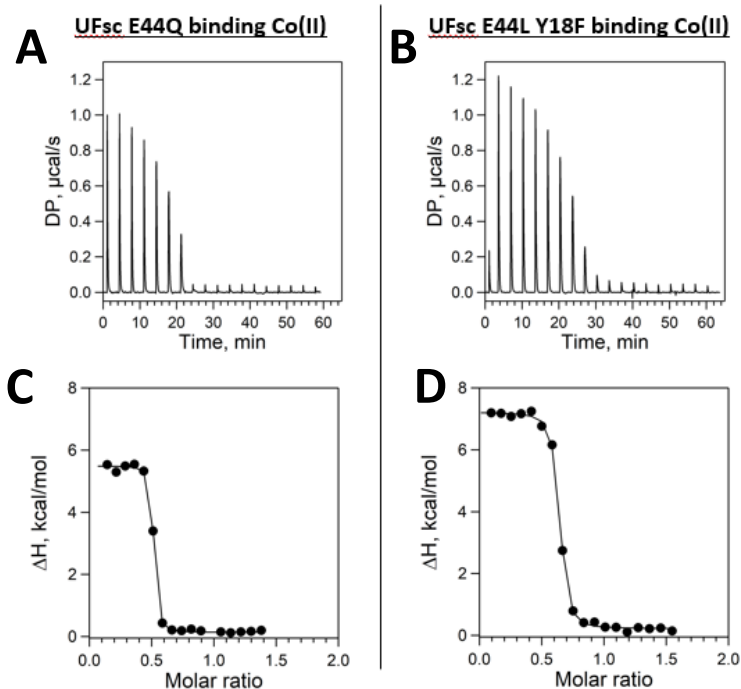 UFsc E44Q binding Co(II)
UFsc E44L Y18F binding Co(II)
A
B
1.2
1.0
0.8
0.6
0.4
0.2
0.0
DP, μcal/s
0 10 20 30 40 50 60
Time, min
1.2
1.0
0.8
0.6
0.4
0.2
0.0
DP, μcal/s
0 10 20 30 40 50 60
Time, min
C
D
8
6
4
2
0
ΔH, kcal/mol
0.0 0.5 1.0 1.5 2.0
Molar ratio
8
6
4
2
0
ΔH, kcal/mol
0.0 0.5 1.0 1.5 2.0
Molar ratio